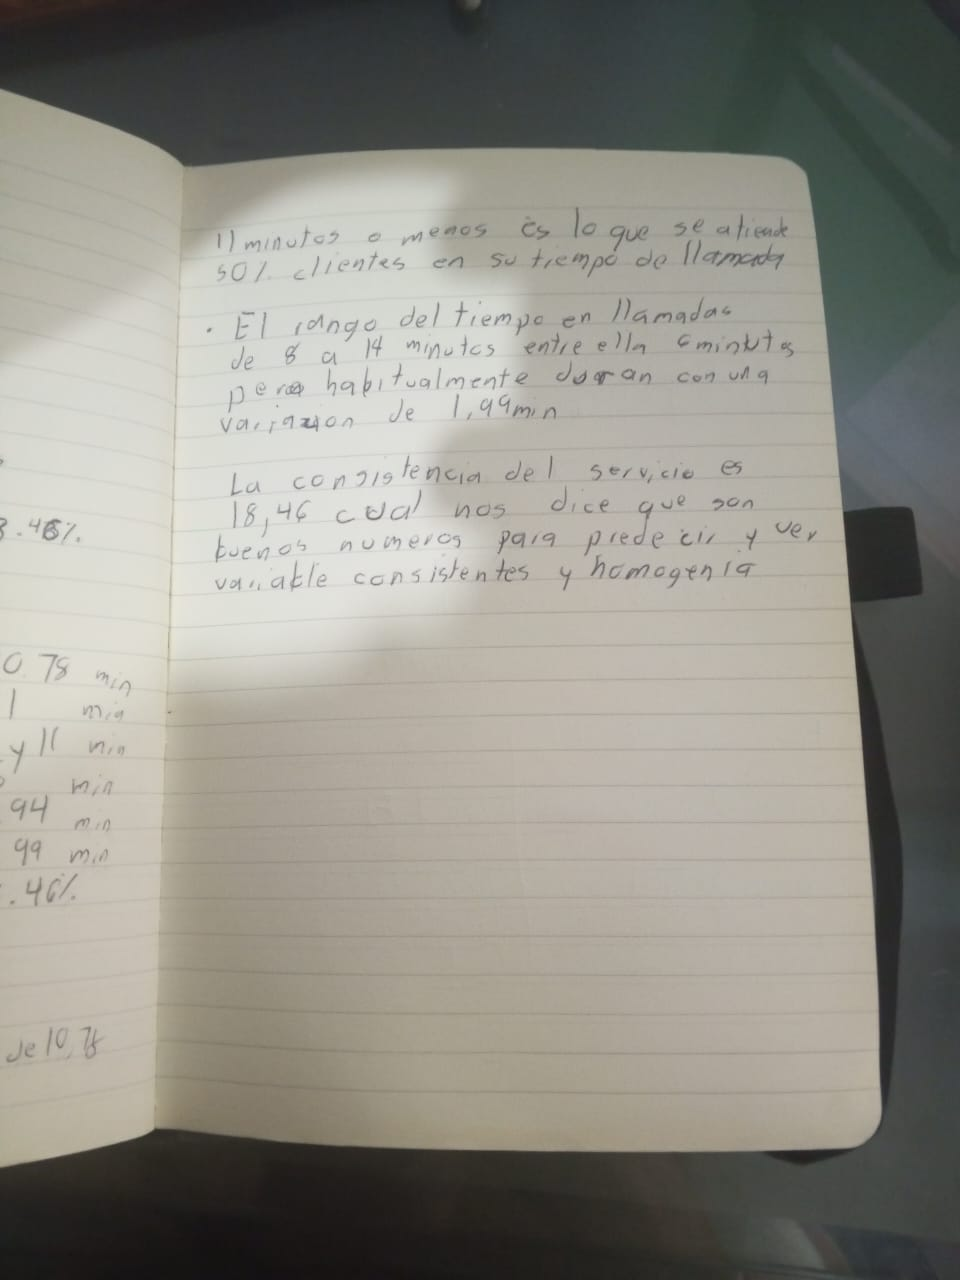 11 minutos o menos es lo que se atiende
50% clientes en su tiempo de llamada
· El rango del tiempo en llamadas
de 8 a 14 minutos entre ella 6 minutos
pero habitualmente duran con una
variazion de 1,99 min
La consistencia del servicio es
18,46 cual nos dice que son
buenos numeros para predecir y ver
variable consistentes y homogenia
8.46%
0.78 min
1 min
y 11 min
min
94 min
99 min
.46%
de 10,78